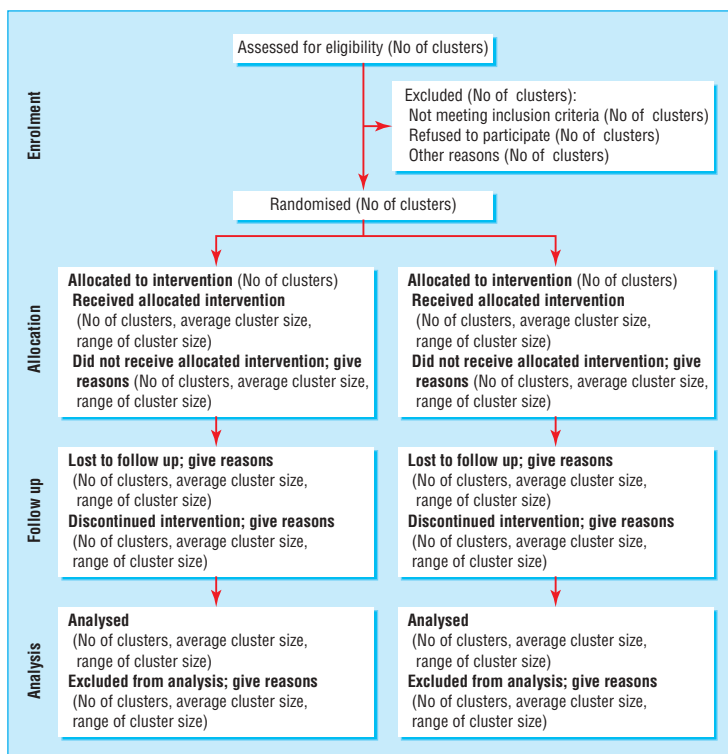 Assessed for eligibility (No of clusters)
Enrolment
Excluded (No of clusters):
Not meeting inclusion criteria (No of clusters)
Refused to participate (No of clusters)
Other reasons (No of clusters)
Randomised (No of clusters)
Allocation
Allocated to intervention (No of clusters)
Received allocated intervention
(No of clusters, average cluster size,
range of cluster size)
Did not receive allocated intervention; give
reasons (No of clusters, average cluster size,
range of cluster size)
Allocated to intervention (No of clusters)
Received allocated intervention
(No of clusters, average cluster size,
range of cluster size)
Did not receive allocated intervention; give
reasons (No of clusters, average cluster size,
range of cluster size)
Follow up
Lost to follow up; give reasons
(No of clusters, average cluster size,
range of cluster size)
Discontinued intervention; give reasons
(No of clusters, average cluster size,
range of cluster size)
Lost to follow up; give reasons
(No of clusters, average cluster size,
range of cluster size)
Discontinued intervention; give reasons
(No of clusters, average cluster size,
range of cluster size)
Analysis
Analysed
(No of clusters, average cluster size,
range of cluster size)
Excluded from analysis; give reasons
(No of clusters, average cluster size,
range of cluster size)
Analysed
(No of clusters, average cluster size,
range of cluster size)
Excluded from analysis; give reasons
(No of clusters, average cluster size,
range of cluster size)